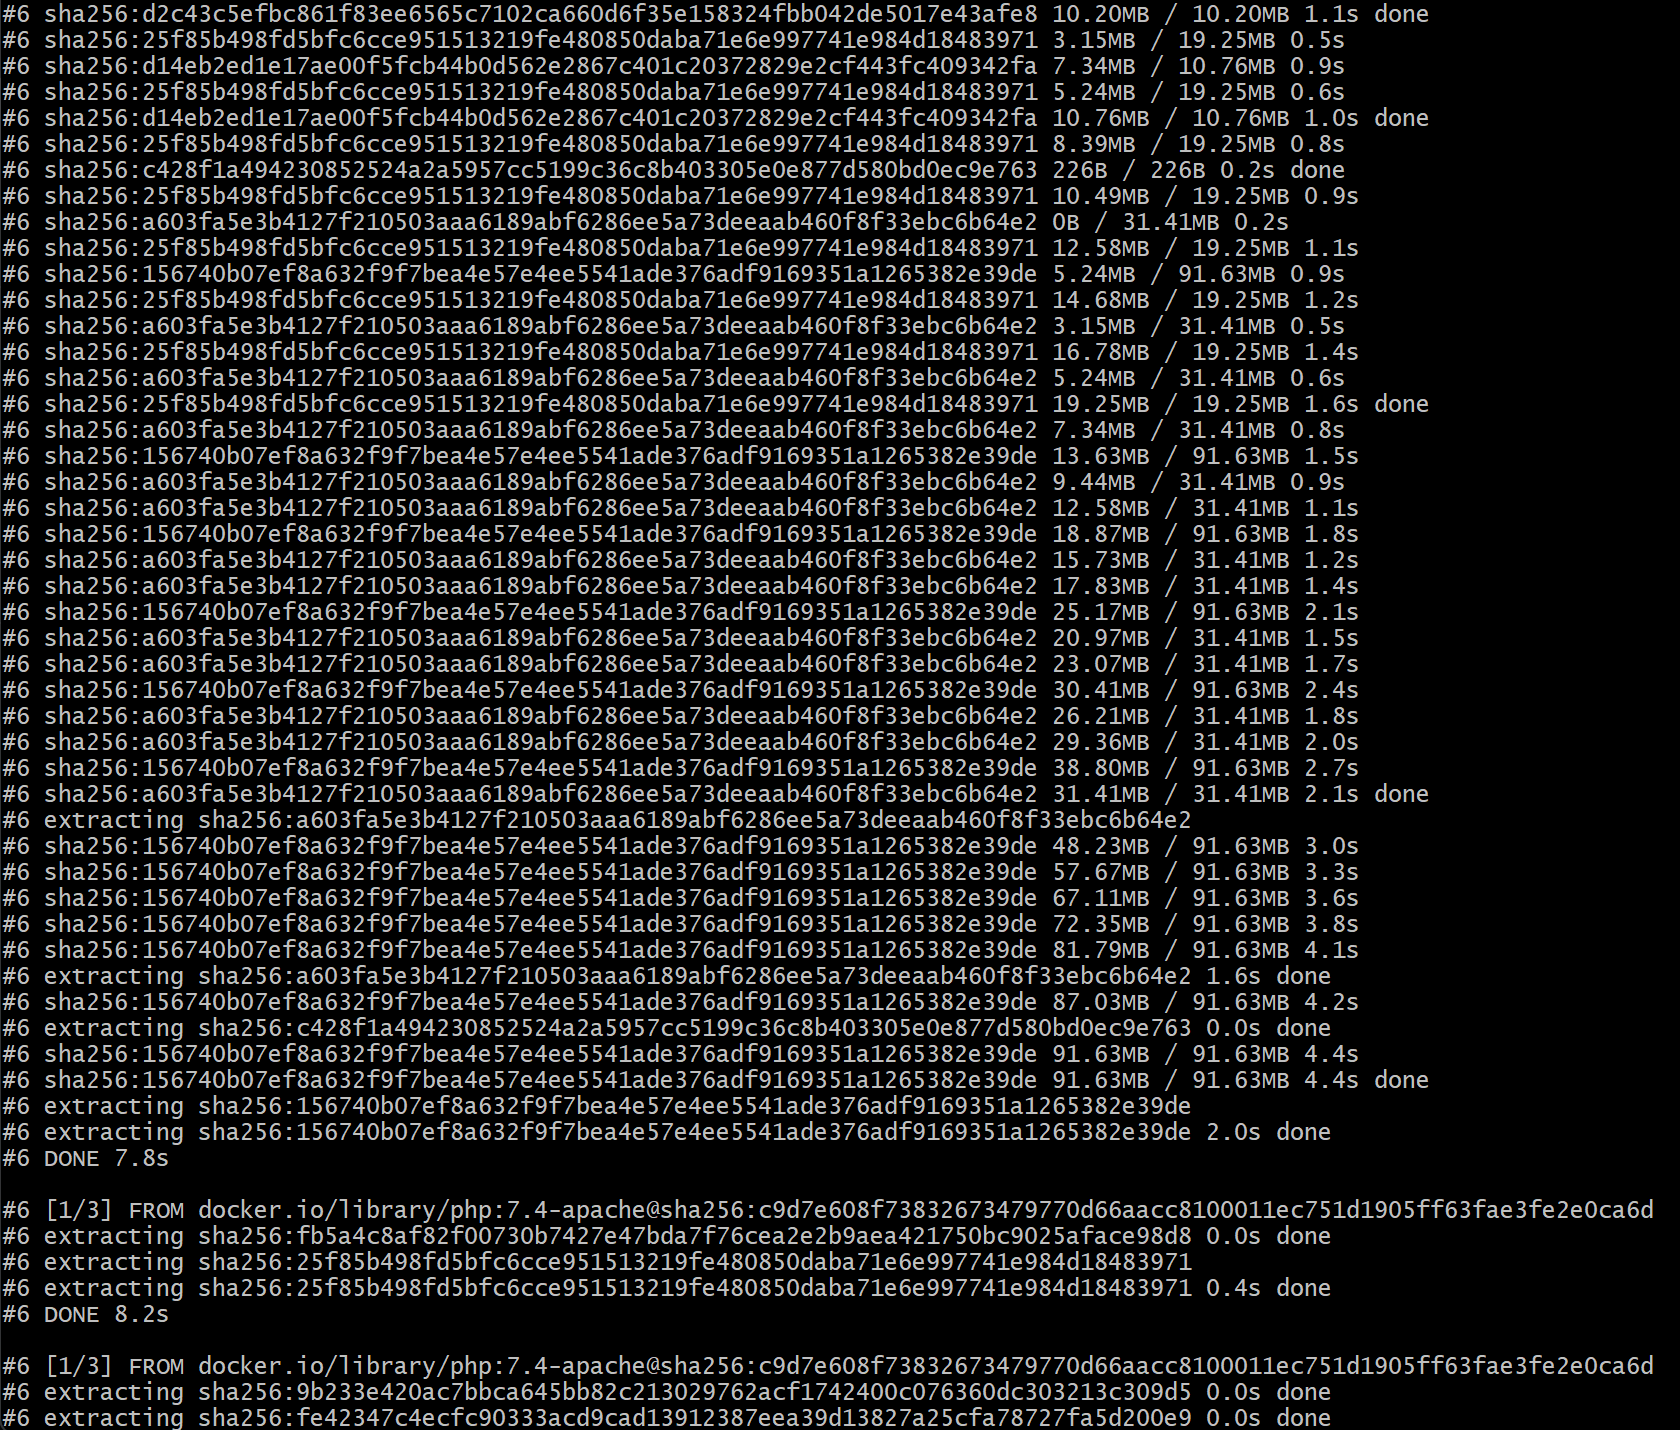 #6 sha256:d2c43c5efbc861f83ee6565c7102ca660d6f35e158324fbb042de5017e43afe8 10.20MB / 10.20MB 1.1s done
#6 sha256:25f85b498fd5bfc6cce951513219fe480850daba71e6e997741e984d18483971 3.15MB / 19.25MB 0.5s
#6 sha256:d14eb2ed1e17ae00f5fcb44b0d562e2867c401c20372829e2cf443fc409342fa 7.34MB / 10.76MB 0.9s
#6 sha256:25f85b498fd5bfc6cce951513219fe480850daba71e6e997741e984d18483971 5.24MB / 19.25MB 0.6s
#6 sha256:d14eb2ed1e17ae00f5fcb44b0d562e2867c401c20372829e2cf443fc409342fa 10.76MB / 10.76MB 1.0s done
#6 sha256:25f85b498fd5bfc6cce951513219fe480850daba71e6e997741e984d18483971 8.39MB / 19.25MB 0.8s
#6 sha256:c428f1a494230852524a2a5957cc5199c36c8b403305e0e877d580bd0ec9e763 226B / 226B 0.2s done
#6 sha256:25f85b498fd5bfc6cce951513219fe480850daba71e6e997741e984d18483971 10.49MB / 19.25MB 0.9s
#6 sha256:a603fa5e3b4127f210503aaa6189abf6286ee5a73deeaab460f8f33ebc6b64e2 0B / 31.41MB 0.2s
#6 sha256:25f85b498fd5bfc6cce951513219fe480850daba71e6e997741e984d18483971 12.58MB / 19.25MB 1.1s
#6 sha256:156740b07ef8a632f9f7bea4e57e4ee5541ade376adf9169351a1265382e39de 5.24MB / 91.63MB 0.9s
#6 sha256:25f85b498fd5bfc6cce951513219fe480850daba71e6e997741e984d18483971 14.68MB / 19.25MB 1.2s
#6 sha256:a603fa5e3b4127f210503aaa6189abf6286ee5a73deeaab460f8f33ebc6b64e2 3.15MB / 31.41MB 0.5s
#6 sha256:25f85b498fd5bfc6cce951513219fe480850daba71e6e997741e984d18483971 16.78MB / 19.25MB 1.4s
#6 sha256:a603fa5e3b4127f210503aaa6189abf6286ee5a73deeaab460f8f33ebc6b64e2 5.24MB / 31.41MB 0.6s
#6 sha256:25f85b498fd5bfc6cce951513219fe480850daba71e6e997741e984d18483971 19.25MB / 19.25MB 1.6s done
#6 sha256:a603fa5e3b4127f210503aaa6189abf6286ee5a73deeaab460f8f33ebc6b64e2 7.34MB / 31.41MB 0.8s
#6 sha256:156740b07ef8a632f9f7bea4e57e4ee5541ade376adf9169351a1265382e39de 13.63MB / 91.63MB 1.5s
#6 sha256:a603fa5e3b4127f210503aaa6189abf6286ee5a73deeaab460f8f33ebc6b64e2 9.44MB / 31.41MB 0.9s
#6 sha256:a603fa5e3b4127f210503aaa6189abf6286ee5a73deeaab460f8f33ebc6b64e2 12.58MB / 31.41MB 1.1s
#6 sha256:156740b07ef8a632f9f7bea4e57e4ee5541ade376adf9169351a1265382e39de 18.87MB / 91.63MB 1.8s
#6 sha256:a603fa5e3b4127f210503aaa6189abf6286ee5a73deeaab460f8f33ebc6b64e2 15.73MB / 31.41MB 1.2s
#6 sha256:a603fa5e3b4127f210503aaa6189abf6286ee5a73deeaab460f8f33ebc6b64e2 17.83MB / 31.41MB 1.4s
#6 sha256:156740b07ef8a632f9f7bea4e57e4ee5541ade376adf9169351a1265382e39de 25.17MB / 91.63MB 2.1s
#6 sha256:a603fa5e3b4127f210503aaa6189abf6286ee5a73deeaab460f8f33ebc6b64e2 20.97MB / 31.41MB 1.5s
#6 sha256:a603fa5e3b4127f210503aaa6189abf6286ee5a73deeaab460f8f33ebc6b64e2 23.07MB / 31.41MB 1.7s
#6 sha256:156740b07ef8a632f9f7bea4e57e4ee5541ade376adf9169351a1265382e39de 30.41MB / 91.63MB 2.4s
#6 sha256:a603fa5e3b4127f210503aaa6189abf6286ee5a73deeaab460f8f33ebc6b64e2 26.21MB / 31.41MB 1.8s
#6 sha256:a603fa5e3b4127f210503aaa6189abf6286ee5a73deeaab460f8f33ebc6b64e2 29.36MB / 31.41MB 2.0s
#6 sha256:156740b07ef8a632f9f7bea4e57e4ee5541ade376adf9169351a1265382e39de 38.80MB / 91.63MB 2.7s
#6 sha256:a603fa5e3b4127f210503aaa6189abf6286ee5a73deeaab460f8f33ebc6b64e2 31.41MB / 31.41MB 2.1s done
#6 extracting sha256:a603fa5e3b4127f210503aaa6189abf6286ee5a73deeaab460f8f33ebc6b64e2
#6 sha256:156740b07ef8a632f9f7bea4e57e4ee5541ade376adf9169351a1265382e39de 48.23MB / 91.63MB 3.0s
#6 sha256:156740b07ef8a632f9f7bea4e57e4ee5541ade376adf9169351a1265382e39de 57.67MB / 91.63MB 3.3s
#6 sha256:156740b07ef8a632f9f7bea4e57e4ee5541ade376adf9169351a1265382e39de 67.11MB / 91.63MB 3.6s
#6 sha256:156740b07ef8a632f9f7bea4e57e4ee5541ade376adf9169351a1265382e39de 72.35MB / 91.63MB 3.8s
#6 sha256:156740b07ef8a632f9f7bea4e57e4ee5541ade376adf9169351a1265382e39de 81.79MB / 91.63MB 4.1s
#6 extracting sha256:a603fa5e3b4127f210503aaa6189abf6286ee5a73deeaab460f8f33ebc6b64e2 1.6s done
#6 sha256:156740b07ef8a632f9f7bea4e57e4ee5541ade376adf9169351a1265382e39de 87.03MB / 91.63MB 4.2s
#6 extracting sha256:c428f1a494230852524a2a5957cc5199c36c8b403305e0e877d580bd0ec9e763 0.0s done
#6 sha256:156740b07ef8a632f9f7bea4e57e4ee5541ade376adf9169351a1265382e39de 91.63MB / 91.63MB 4.4s
#6 sha256:156740b07ef8a632f9f7bea4e57e4ee5541ade376adf9169351a1265382e39de 91.63MB / 91.63MB 4.4s done
#6 extracting sha256:156740b07ef8a632f9f7bea4e57e4ee5541ade376adf9169351a1265382e39de
#6 extracting sha256:156740b07ef8a632f9f7bea4e57e4ee5541ade376adf9169351a1265382e39de 2.0s done
#6 DONE 7.8s

#6 [1/3] FROM docker.io/library/php:7.4-apache@sha256:c9d7e608f73832673479770d66aacc8100011ec751d1905ff63fae3fe2e0ca6d
#6 extracting sha256:fb5a4c8af82f00730b7427e47bda7f76cea2e2b9aea421750bc9025aface98d8 0.0s done
#6 extracting sha256:25f85b498fd5bfc6cce951513219fe480850daba71e6e997741e984d18483971
#6 extracting sha256:25f85b498fd5bfc6cce951513219fe480850daba71e6e997741e984d18483971 0.4s done
#6 DONE 8.2s

#6 [1/3] FROM docker.io/library/php:7.4-apache@sha256:c9d7e608f73832673479770d66aacc8100011ec751d1905ff63fae3fe2e0ca6d
#6 extracting sha256:9b233e420ac7bbca645bb82c213029762acf1742400c076360dc303213c309d5 0.0s done
#6 extracting sha256:fe42347c4ecfc90333acd9cad13912387eea39d13827a25cfa78727fa5d200e9 0.0s done